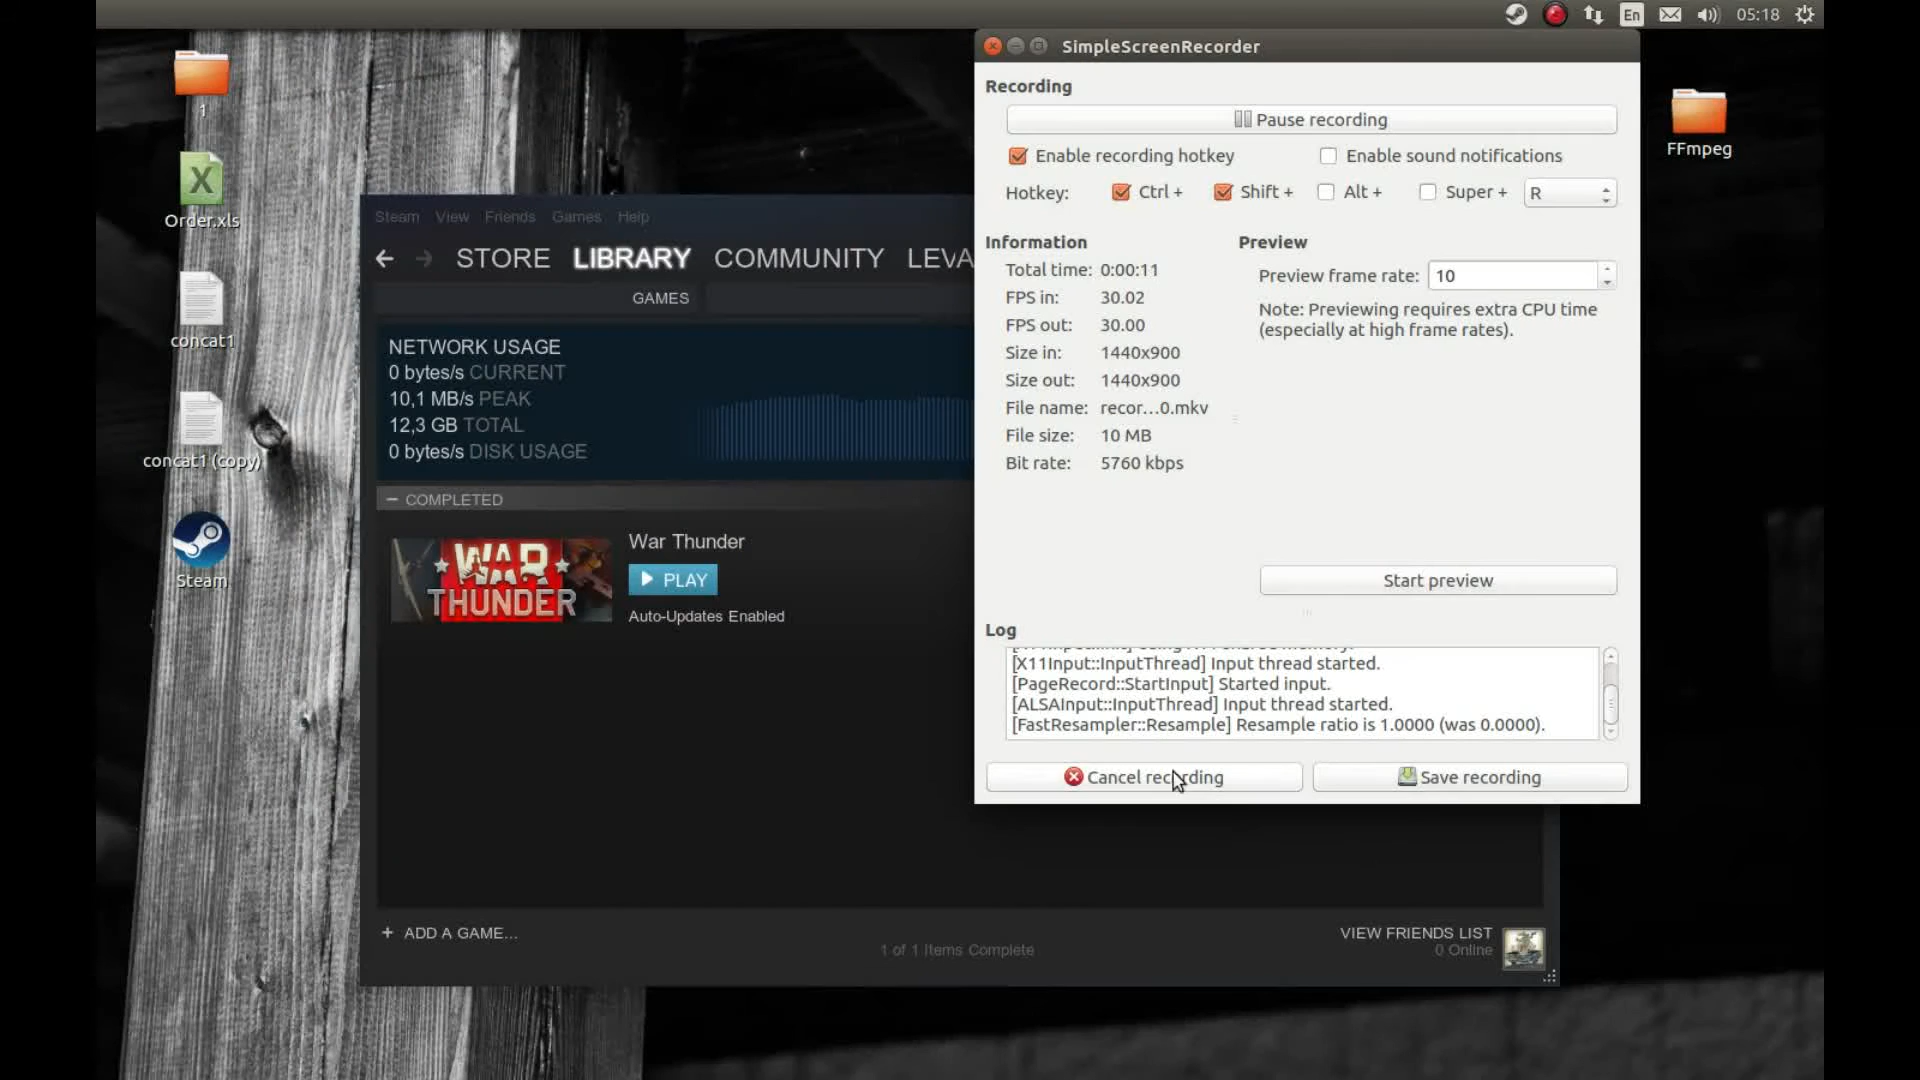 En
05:18
1
Order.xls
concat1
concat1 (copy)
Steam
FFmpeg
Steam View Friends Games Help
STORE LIBRARY COMMUNITY LEVA
GAMES
NETWORK USAGE
0 bytes/s CURRENT
10,1 MB/s PEAK
12,3 GB TOTAL
0 bytes/s DISK USAGE
COMPLETED
WAR
THUNDER
War Thunder
PLAY
Auto-Updates Enabled
+ ADD A GAME...
1 of 1 Items Complete
VIEW FRIENDS LIST
0 Online
SimpleScreenRecorder
Recording
Pause recording
Enable recording hotkey
Enable sound notifications
Hotkey: Ctrl + Shift + Alt + Super + R
Information
Total time: 0:00:11
FPS in: 30.02
FPS out: 30.00
Size in: 1440x900
Size out: 1440x900
File name: recor...0.mkv
File size: 10 MB
Bit rate: 5760 kbps
Preview
Preview frame rate: 10
Note: Previewing requires extra CPU time
(especially at high frame rates).
Start preview
Log
[X11Input::InputThread] Input thread started.
[PageRecord::StartInput] Started input.
[ALSAInput::InputThread] Input thread started.
[FastResampler::Resample] Resample ratio is 1.0000 (was 0.0000).
Cancel recording
Save recording